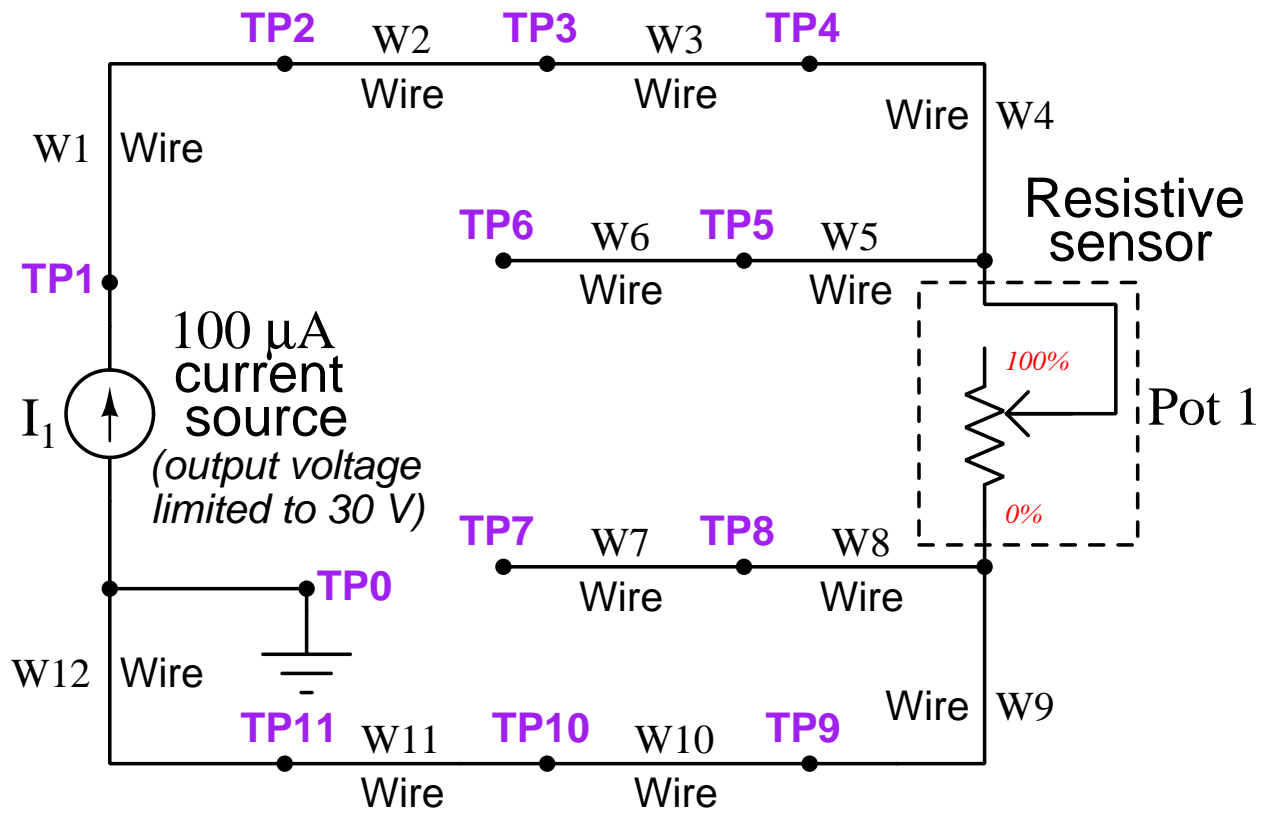 TP2
W2
Wire
TP3
W3
Wire
TP4
Wire
W4
W1
Wire
TP6
W6
Wire
TP5
W5
Wire
Resistive
sensor
TP1
100 μA
current
source
(output voltage
limited to 30 V)
I1
100%
0%
Pot 1
TP7
W7
Wire
TP8
W8
Wire
TP0
W12
Wire
TP11
W11
Wire
TP10
W10
Wire
TP9
Wire
W9